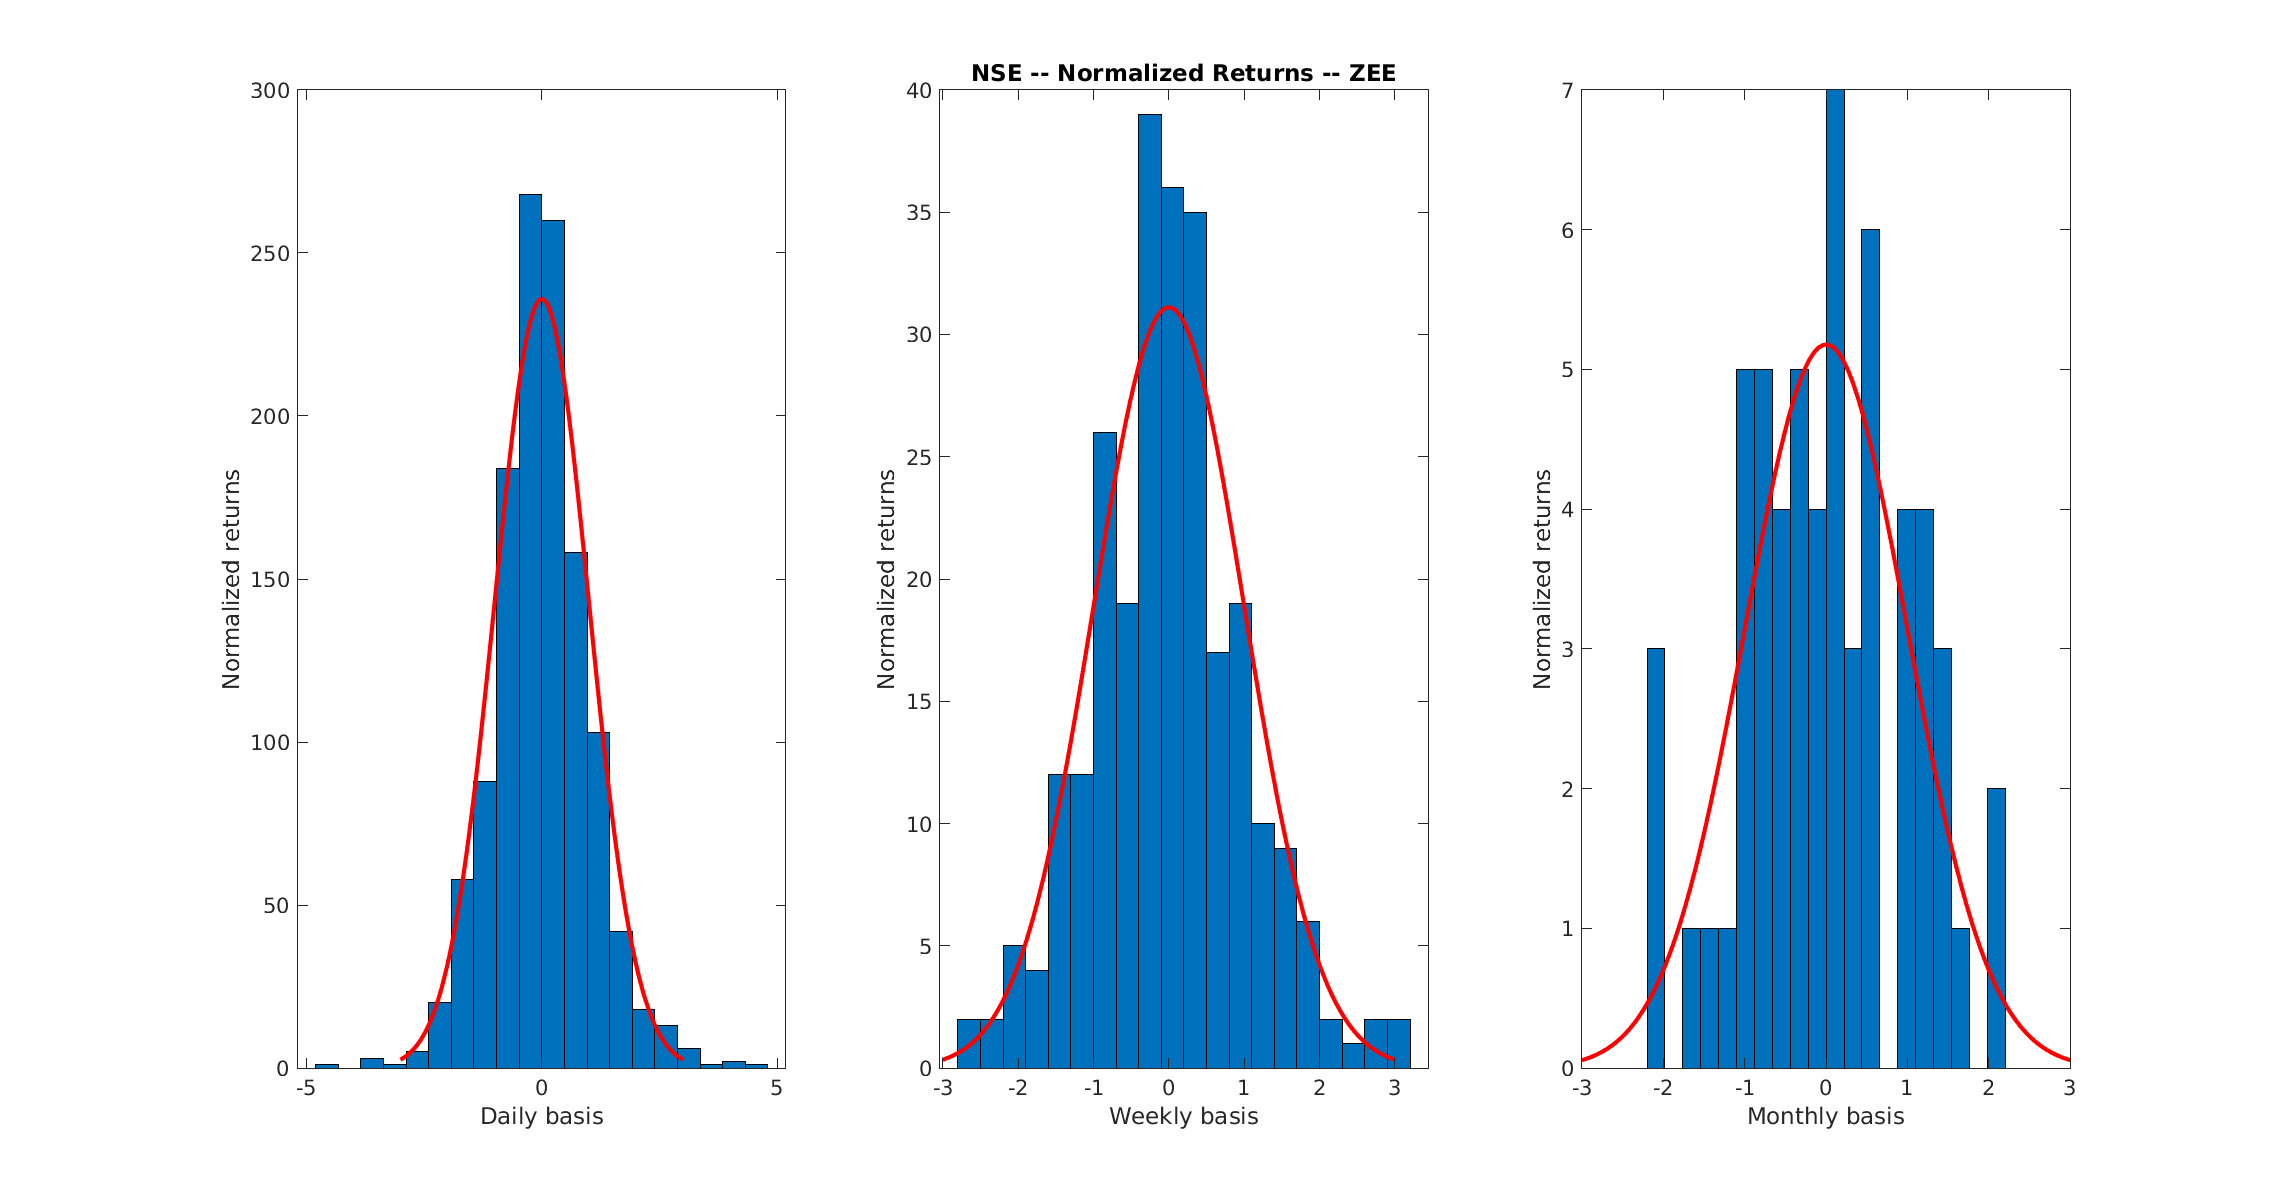 NSE -- Normalized Returns -- ZEE
300
250
200
150
100
50
0
-5 0 5
Normalized returns
Daily basis
40
35
30
25
20
15
10
5
0
-3 -2 -1 0 1 2 3
Normalized returns
Weekly basis
7
6
5
4
3
2
1
0
-3 -2 -1 0 1 2 3
Normalized returns
Monthly basis